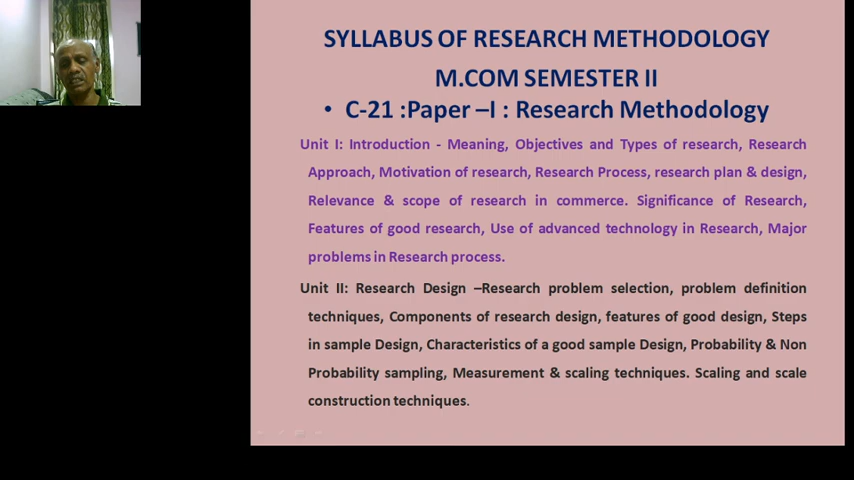 SYLLABUS OF RESEARCH METHODOLOGY
M.COM SEMESTER II
• C-21 :Paper –I : Research Methodology
Unit I: Introduction - Meaning, Objectives and Types of research, Research
Approach, Motivation of research, Research Process, research plan & design,
Relevance & scope of research in commerce. Significance of Research,
Features of good research, Use of advanced technology in Research, Major
problems in Research process.
Unit II: Research Design –Research problem selection, problem definition
techniques, Components of research design, features of good design, Steps
in sample Design, Characteristics of a good sample Design, Probability & Non
Probability sampling, Measurement & scaling techniques. Scaling and scale
construction techniques.